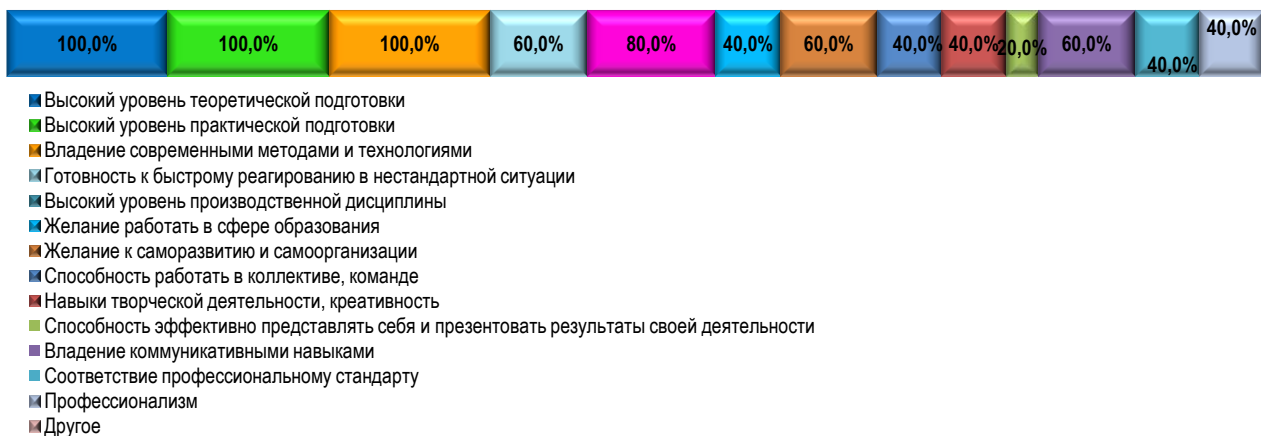 100,0% 100,0% 100,0% 60,0% 80,0% 40,0% 60,0% 40,0% 40,0% 20,0% 60,0% 40,0% 40,0%
Высокий уровень теоретической подготовки
Высокий уровень практической подготовки
Владение современными методами и технологиями
Готовность к быстрому реагированию в нестандартной ситуации
Высокий уровень производственной дисциплины
Желание работать в сфере образования
Желание к саморазвитию и самоорганизации
Способность работать в коллективе, команде
Навыки творческой деятельности, креативность
Способность эффективно представлять себя и презентовать результаты своей деятельности
Владение коммуникативными навыками
Соответствие профессиональному стандарту
Профессионализм
Другое